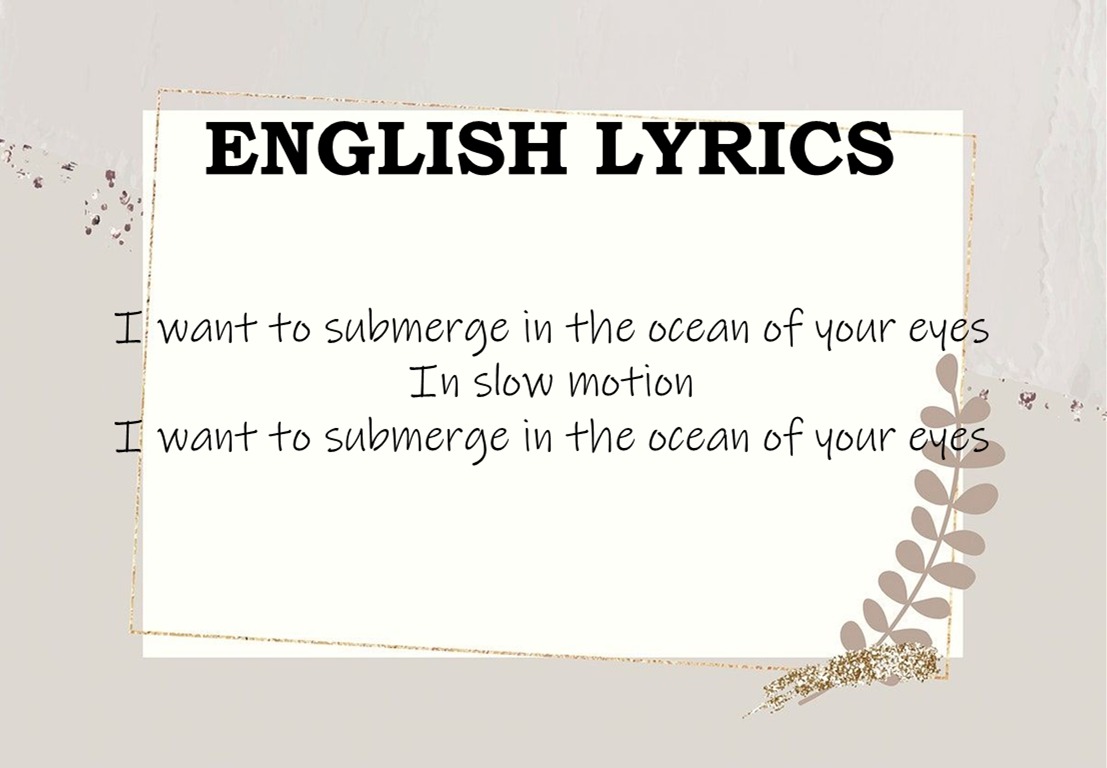 ENGLISH LYRICS
I want to submerge in the ocean of your eyes
In slow motion
I want to submerge in the ocean of your eyes